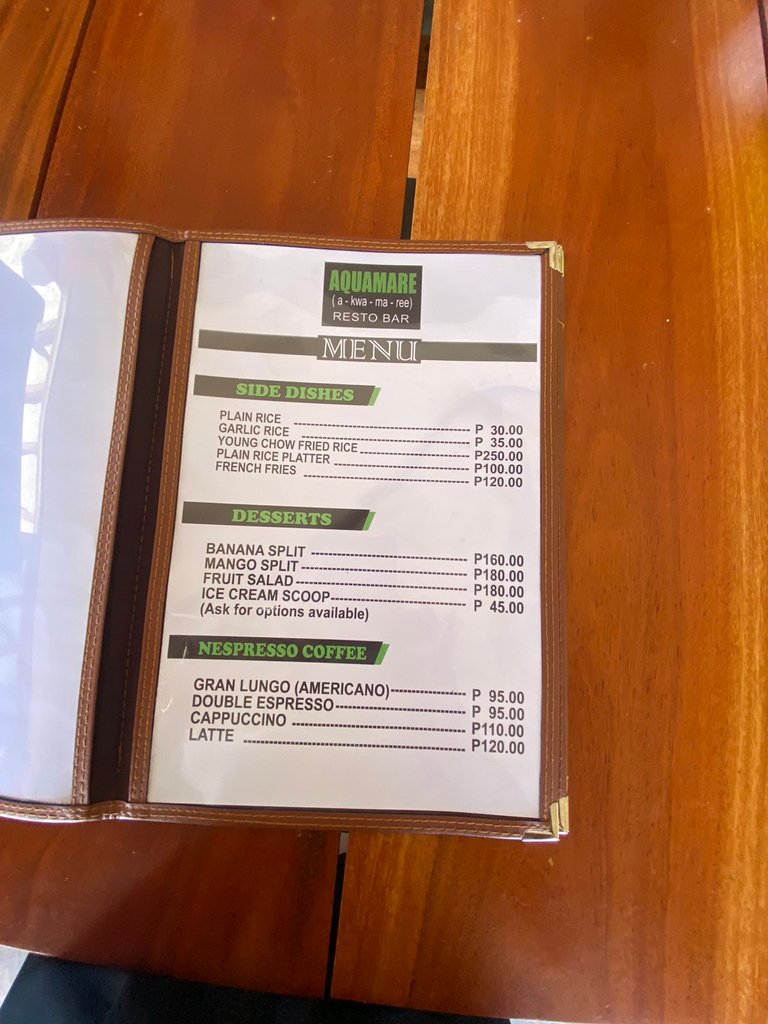 AQUAMARE
( a - kwa - ma - ree)
RESTO BAR
MENU
SIDE DISHES
PLAIN RICE ---------------------------------------- P 30.00
GARLIC RICE ---------------------------------------- P 35.00
YOUNG CHOW FRIED RICE ------------------------- P250.00
PLAIN RICE PLATTER ------------------------------- P100.00
FRENCH FRIES -------------------------------------- P120.00
DESSERTS
BANANA SPLIT ------------------------------------- P160.00
MANGO SPLIT -------------------------------------- P180.00
FRUIT SALAD --------------------------------------- P180.00
ICE CREAM SCOOP-------------------------------- P 45.00
(Ask for options available)
NESPRESSO COFFEE
GRAN LUNGO (AMERICANO)----------------- P 95.00
DOUBLE ESPRESSO----------------------------- P 95.00
CAPPUCCINO -------------------------------------- P110.00
LATTE ------------------------------------------------ P120.00